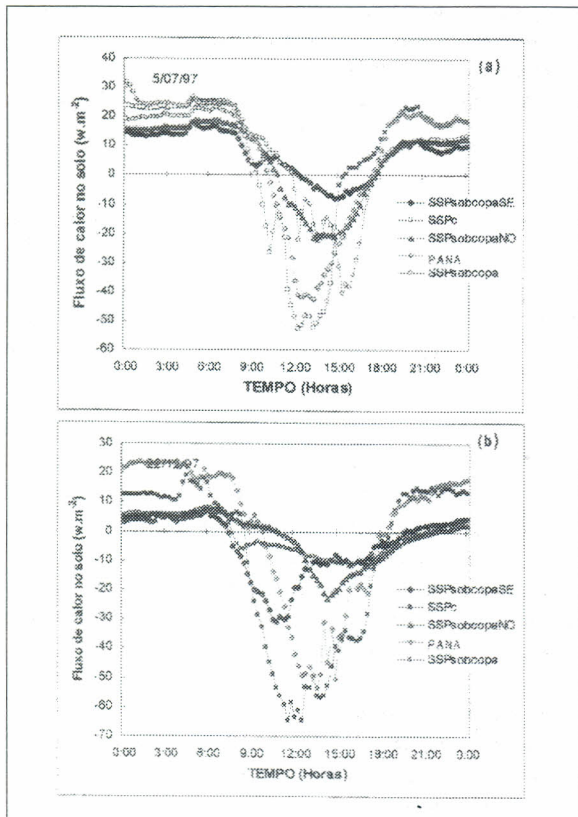 (a)
5/07/97
Fluxo de calor no solo (w.m-2)
40
30
20
10
0
-10
-20
-30
-40
-50
-60
SSPsobcopaSE
SSPc
SSPsobcopaNO
PANA
SSPsobcopa
0:00 3:00 6:00 9:00 12:00 15:00 18:00 21:00 0:00
TEMPO (Horas)
(b)
Fluxo de calor no solo (w.m-2)
30
20
10
0
-10
-20
-30
-40
-50
-60
-70
SSPsobcopaSE
SSPc
SSPsobcopaNO
PANA
SSPsobcopa
0:00 3:00 6:00 9:00 12:00 15:00 18:00 21:00 0:00
TEMPO (Horas)